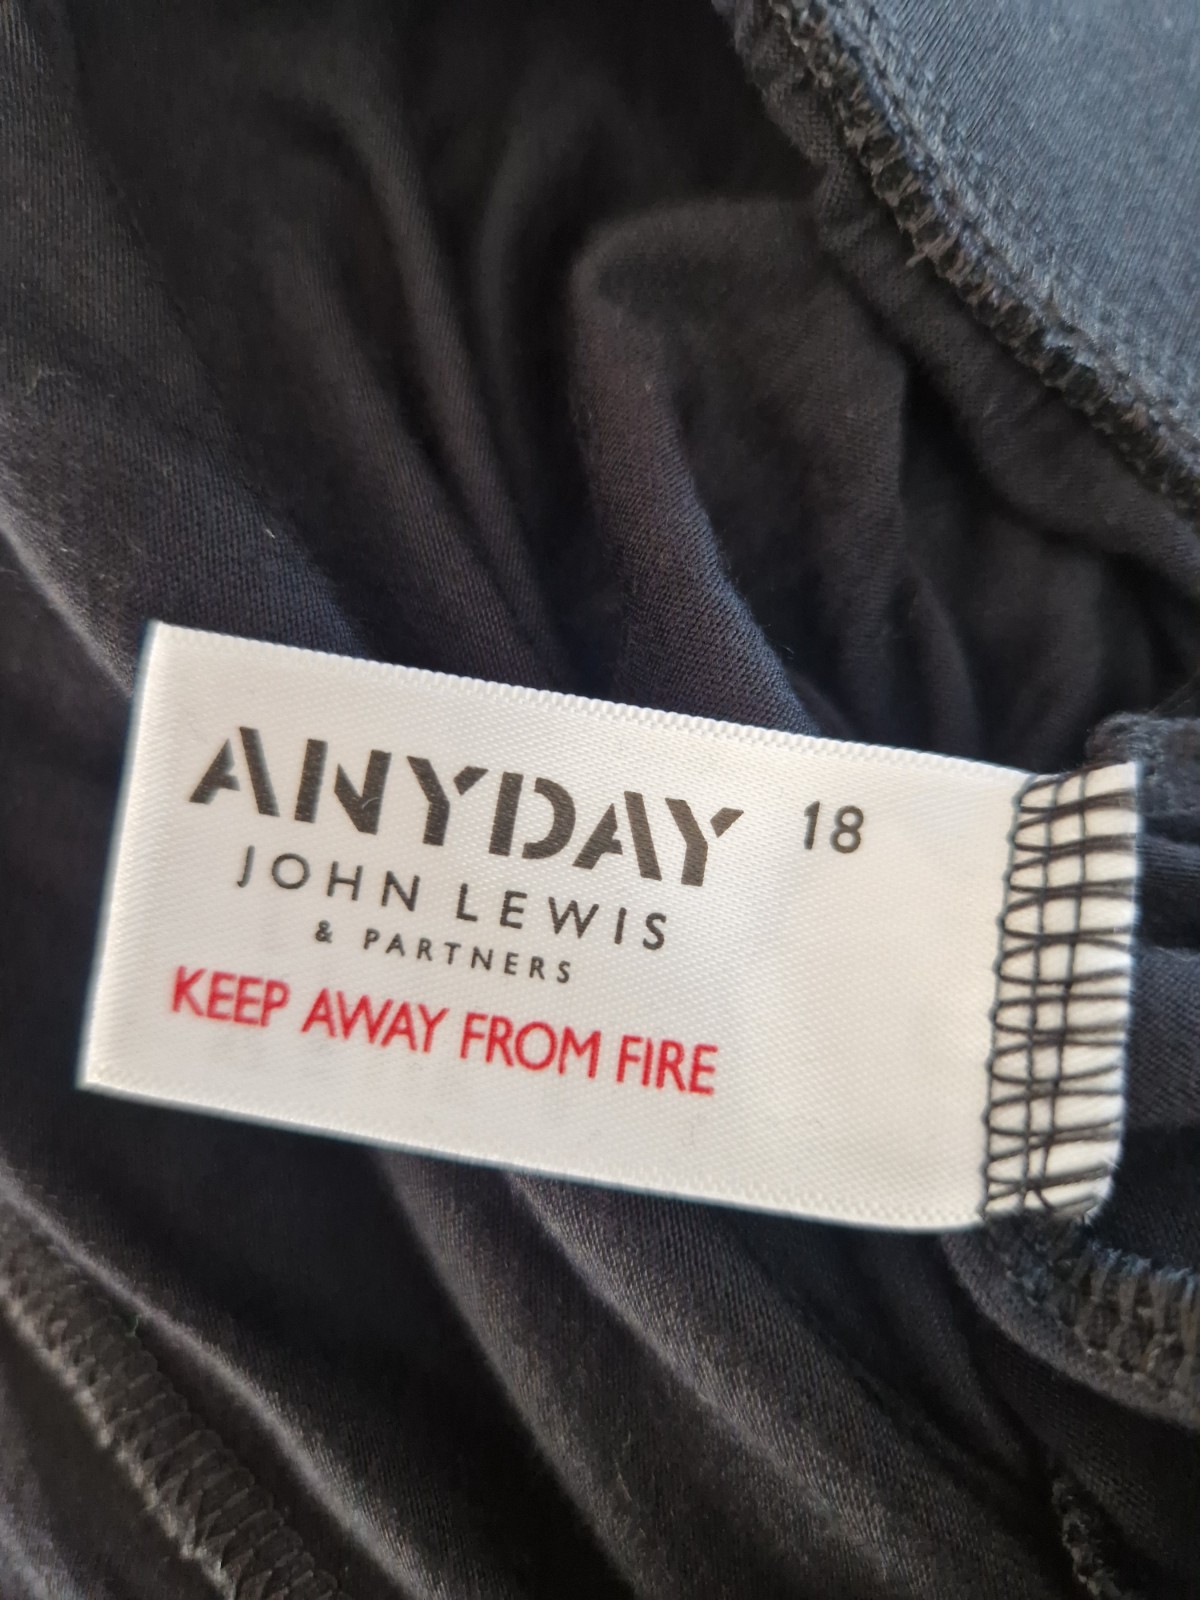 ANYDAY 18
JOHN LEWIS
& PARTNERS
KEEP AWAY FROM FIRE